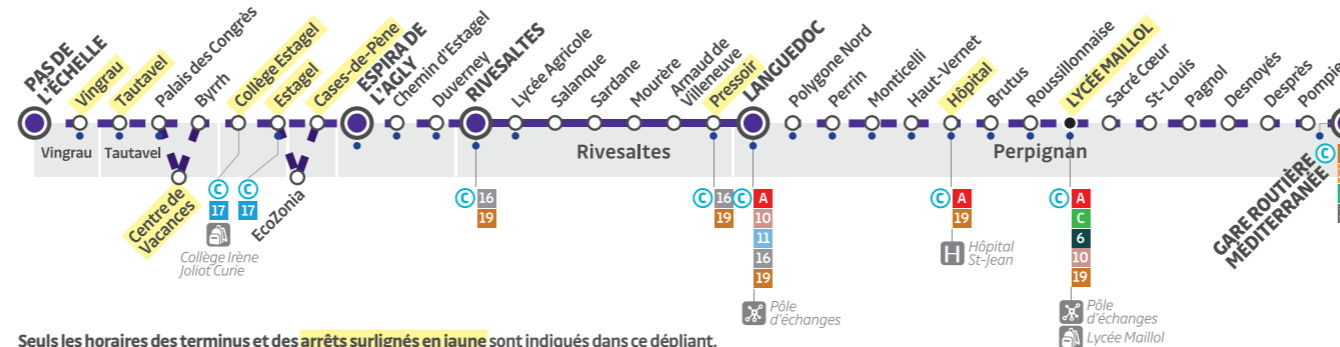 PAS DE
L'ÉCHELLE
Vingrau
Tautavel
Palais des Congrès
Byrrh
Collège Estagel
Estagel
Cases-de-Pène
ESPIRA DE
L'AGLY
Chemin d'Estagel
Duverney
RIVESALTES
Lycée Agricole
Salanque
Sardane
Mourère
Arnaud de
Villeneuve
Pressoir
LANGUEDOC
Polygone Nord
Perrin
Monticelli
Haut-Vernet
Hôpital
Brutus
Roussillonnaise
LYCÉE MAILLOL
Sacré Cœur
St-Louis
Pagnol
Desnoyés
Desprès
Vingrau
Tautavel
Rivesaltes
Perpignan
Centre de
Vacances
C
17
Collège Irène
Joliot Curie
C
17
EcoZonia
C 16
19
C 16
19
C A
10
11
16
19
Pôle
d'échanges
C A
19
H Hôpital
St-Jean
C A
C
6
10
19
Pôle
d'échanges
Lycée Maillol
C
GARE ROUTIÈRE
MÉDITERRANÉE
Seuls les horaires des terminus et des arrêts surlignés en jaune sont indiqués dans ce dépliant.